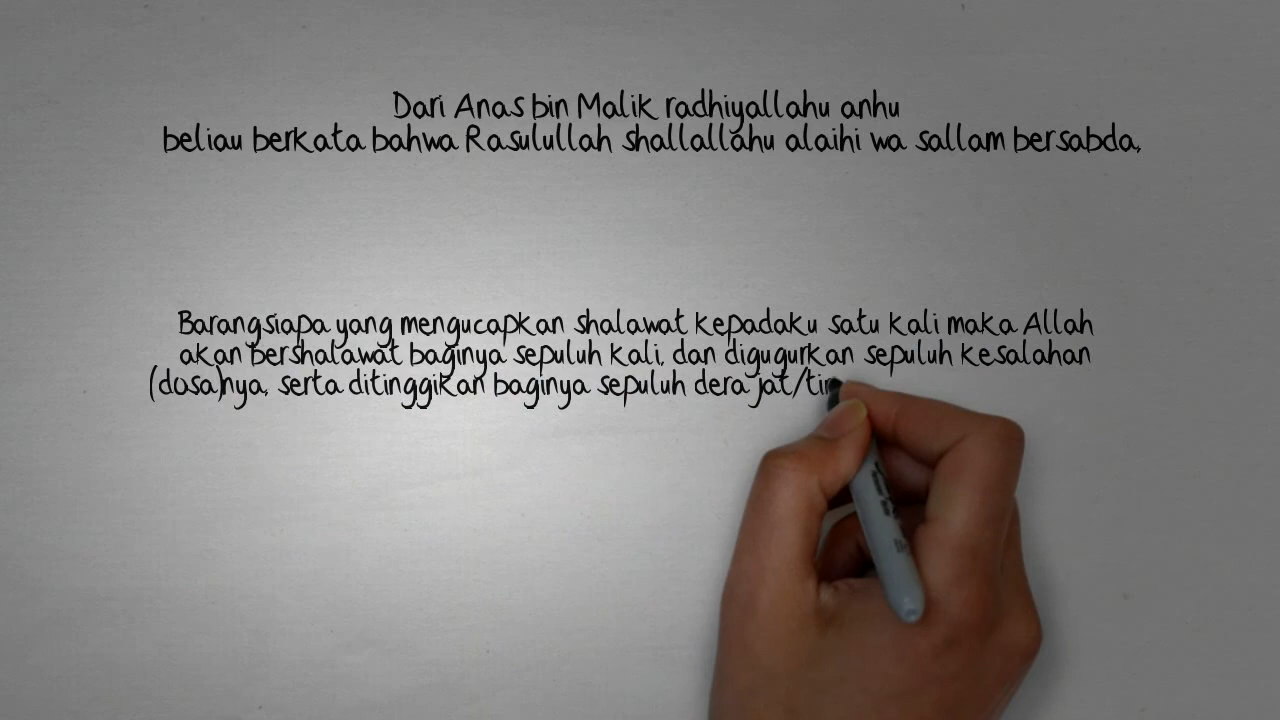 Dari Anas bin Malik radhiyallahu anhu
beliau berkata bahwa Rasulullah shallallahu alaihi wa sallam bersabda,
Barangsiapa yang mengucapkan shalawat kepadaku satu kali maka Allah
akan bershalawat baginya sepuluh kali, dan digugurkan sepuluh kesalahan
(dosa)nya, serta ditinggikan baginya sepuluh derajat/tin